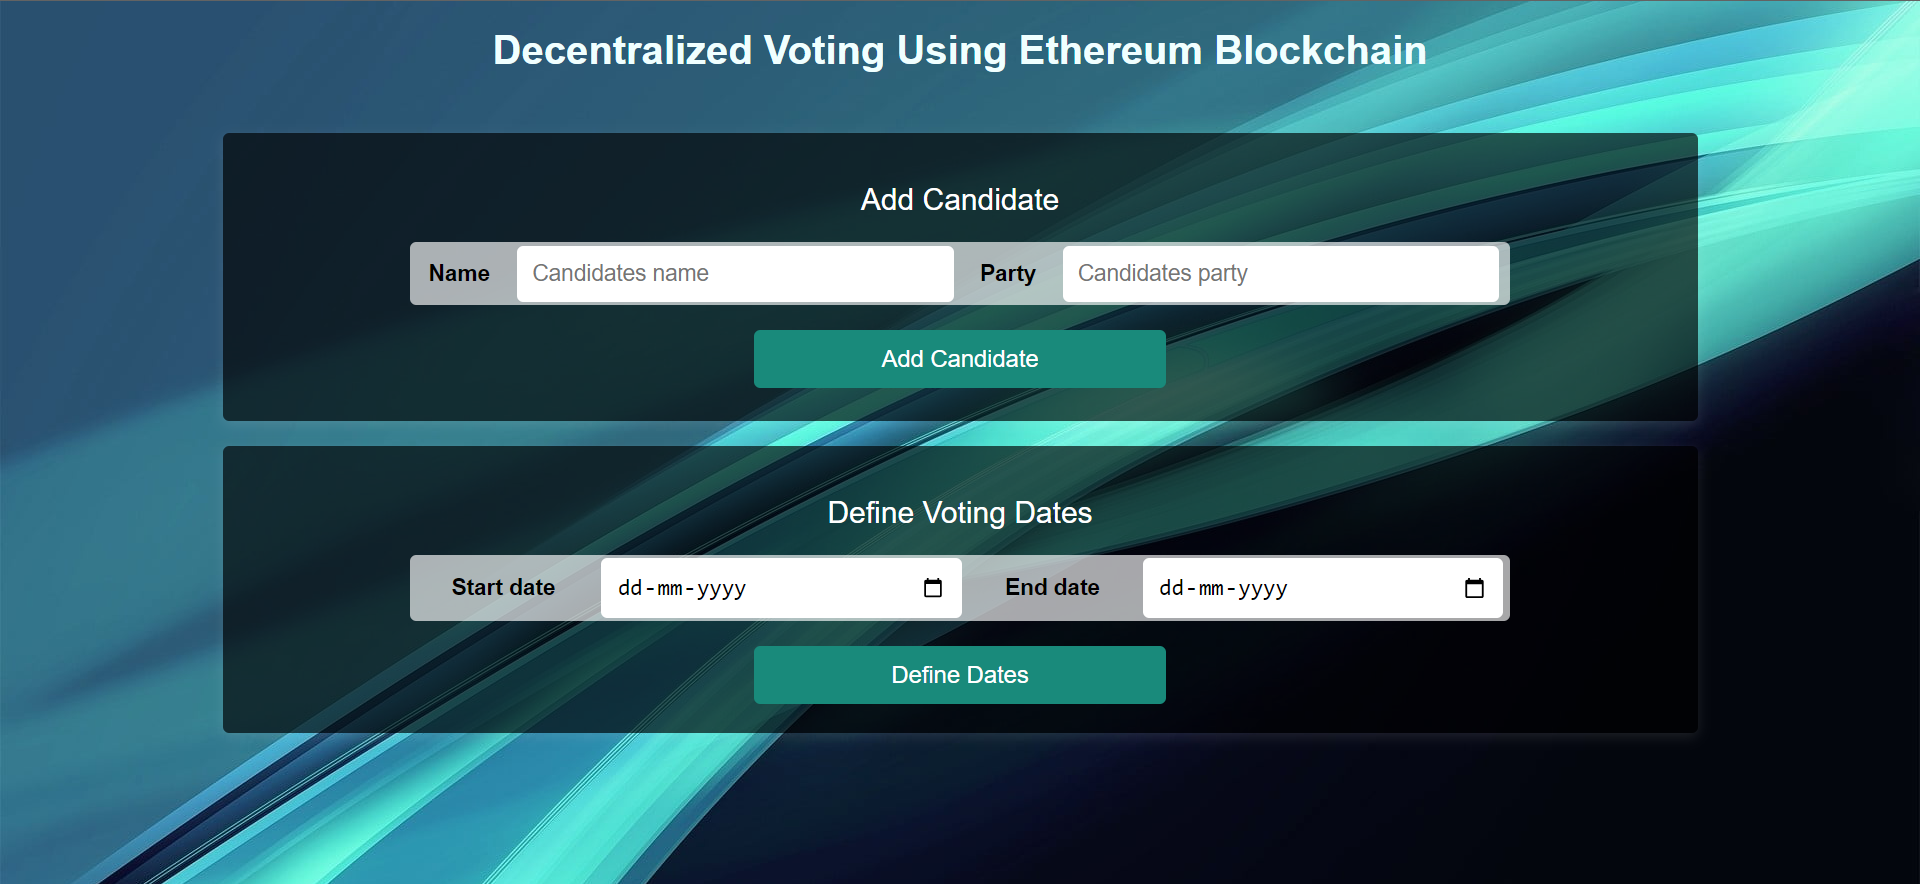 Decentralized Voting Using Ethereum Blockchain
Add Candidate
Name Candidates name Party Candidates party
Add Candidate
Define Voting Dates
Start date dd-mm-yyyy End date dd-mm-yyyy
Define Dates